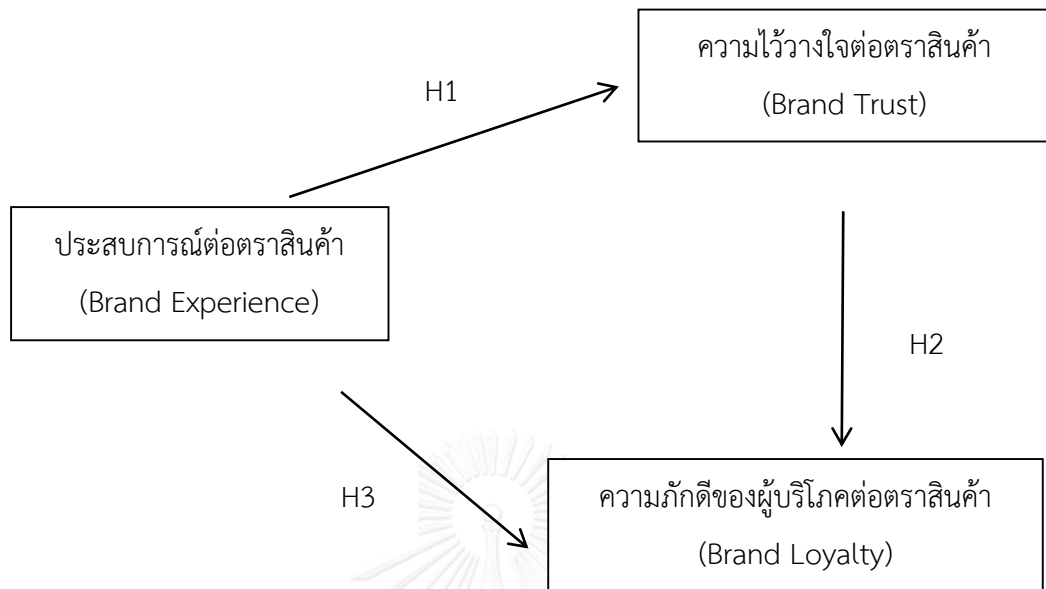 ความไว้วางใจต่อตราสินค้า
(Brand Trust)
H1
ประสบการณ์ต่อตราสินค้า
(Brand Experience)
H2
H3
ความภักดีของผู้บริโภคต่อตราสินค้า
(Brand Loyalty)